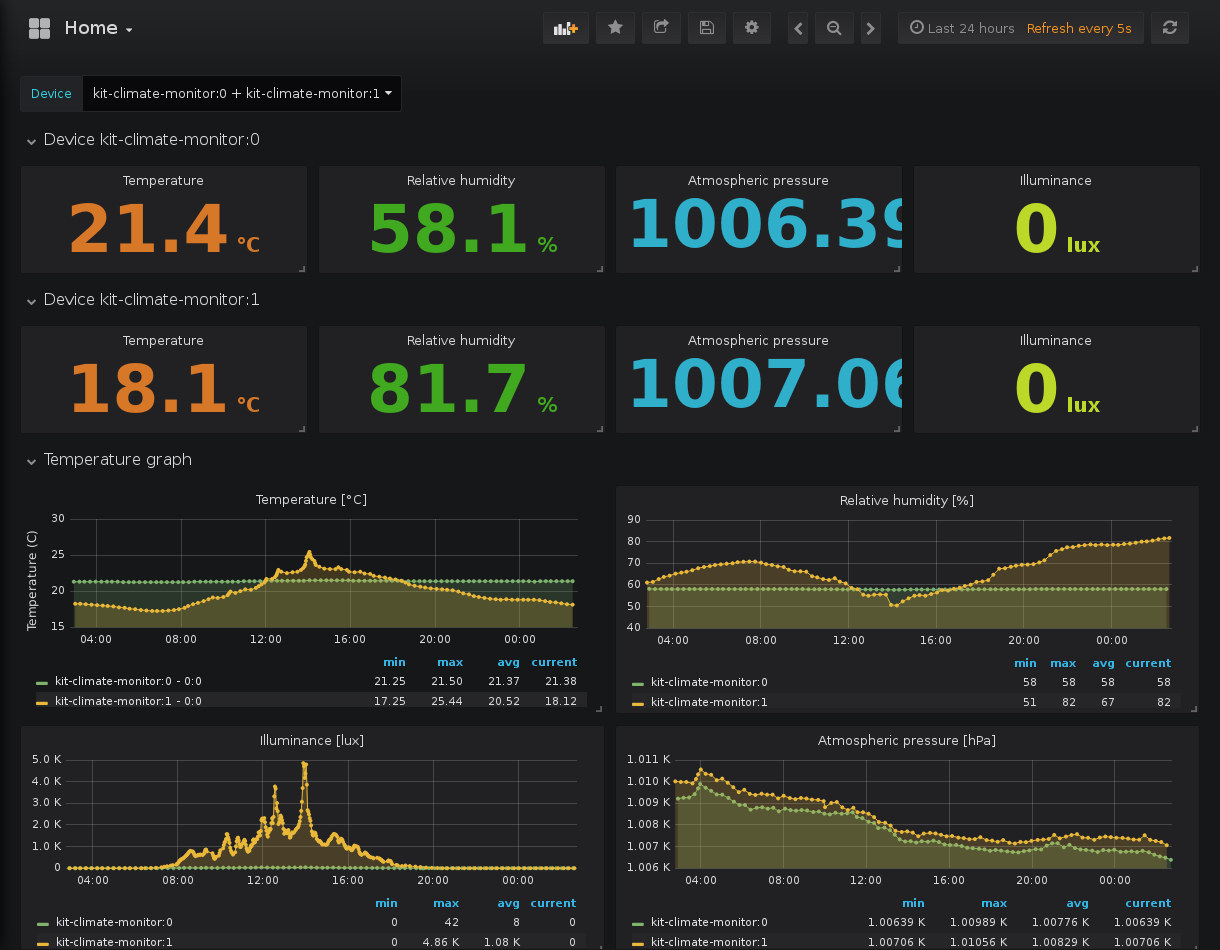 Home
Last 24 hours Refresh every 5s
Device kit-climate-monitor:0 + kit-climate-monitor:1
Device kit-climate-monitor:0
Temperature Relative humidity Atmospheric pressure Illuminance
21.4 °C 58.1 % 1006.39 0 lux
Device kit-climate-monitor:1
Temperature Relative humidity Atmospheric pressure Illuminance
18.1 °C 81.7 % 1007.06 0 lux
Temperature graph
Temperature [°C]
Temperature (C)
30
25
20
15
04:00 08:00 12:00 16:00 20:00 00:00
min max avg current
kit-climate-monitor:0 - 0:0 21.25 21.50 21.37 21.38
kit-climate-monitor:1 - 0:0 17.25 25.44 20.52 18.12
Relative humidity [%]
90
80
70
60
50
40
04:00 08:00 12:00 16:00 20:00 00:00
min max avg current
kit-climate-monitor:0 58 58 58 58
kit-climate-monitor:1 51 82 67 82
Illuminance [lux]
5.0 K
4.0 K
3.0 K
2.0 K
1.0 K
0
04:00 08:00 12:00 16:00 20:00 00:00
min max avg current
kit-climate-monitor:0 0 42 8 0
kit-climate-monitor:1 0 4.86 K 1.08 K 0
Atmospheric pressure [hPa]
1.011 K
1.010 K
1.009 K
1.008 K
1.007 K
1.006 K
04:00 08:00 12:00 16:00 20:00 00:00
min max avg current
kit-climate-monitor:0 1.00639 K 1.00989 K 1.00776 K 1.00639 K
kit-climate-monitor:1 1.00706 K 1.01056 K 1.00829 K 1.00706 K